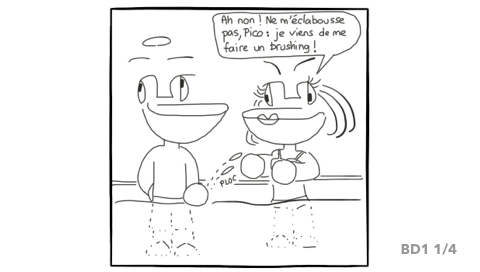 Ah non ! Ne m'éclabousse
pas, Pico : je viens de me
faire un brushing !
PLOC
BD1 1/4